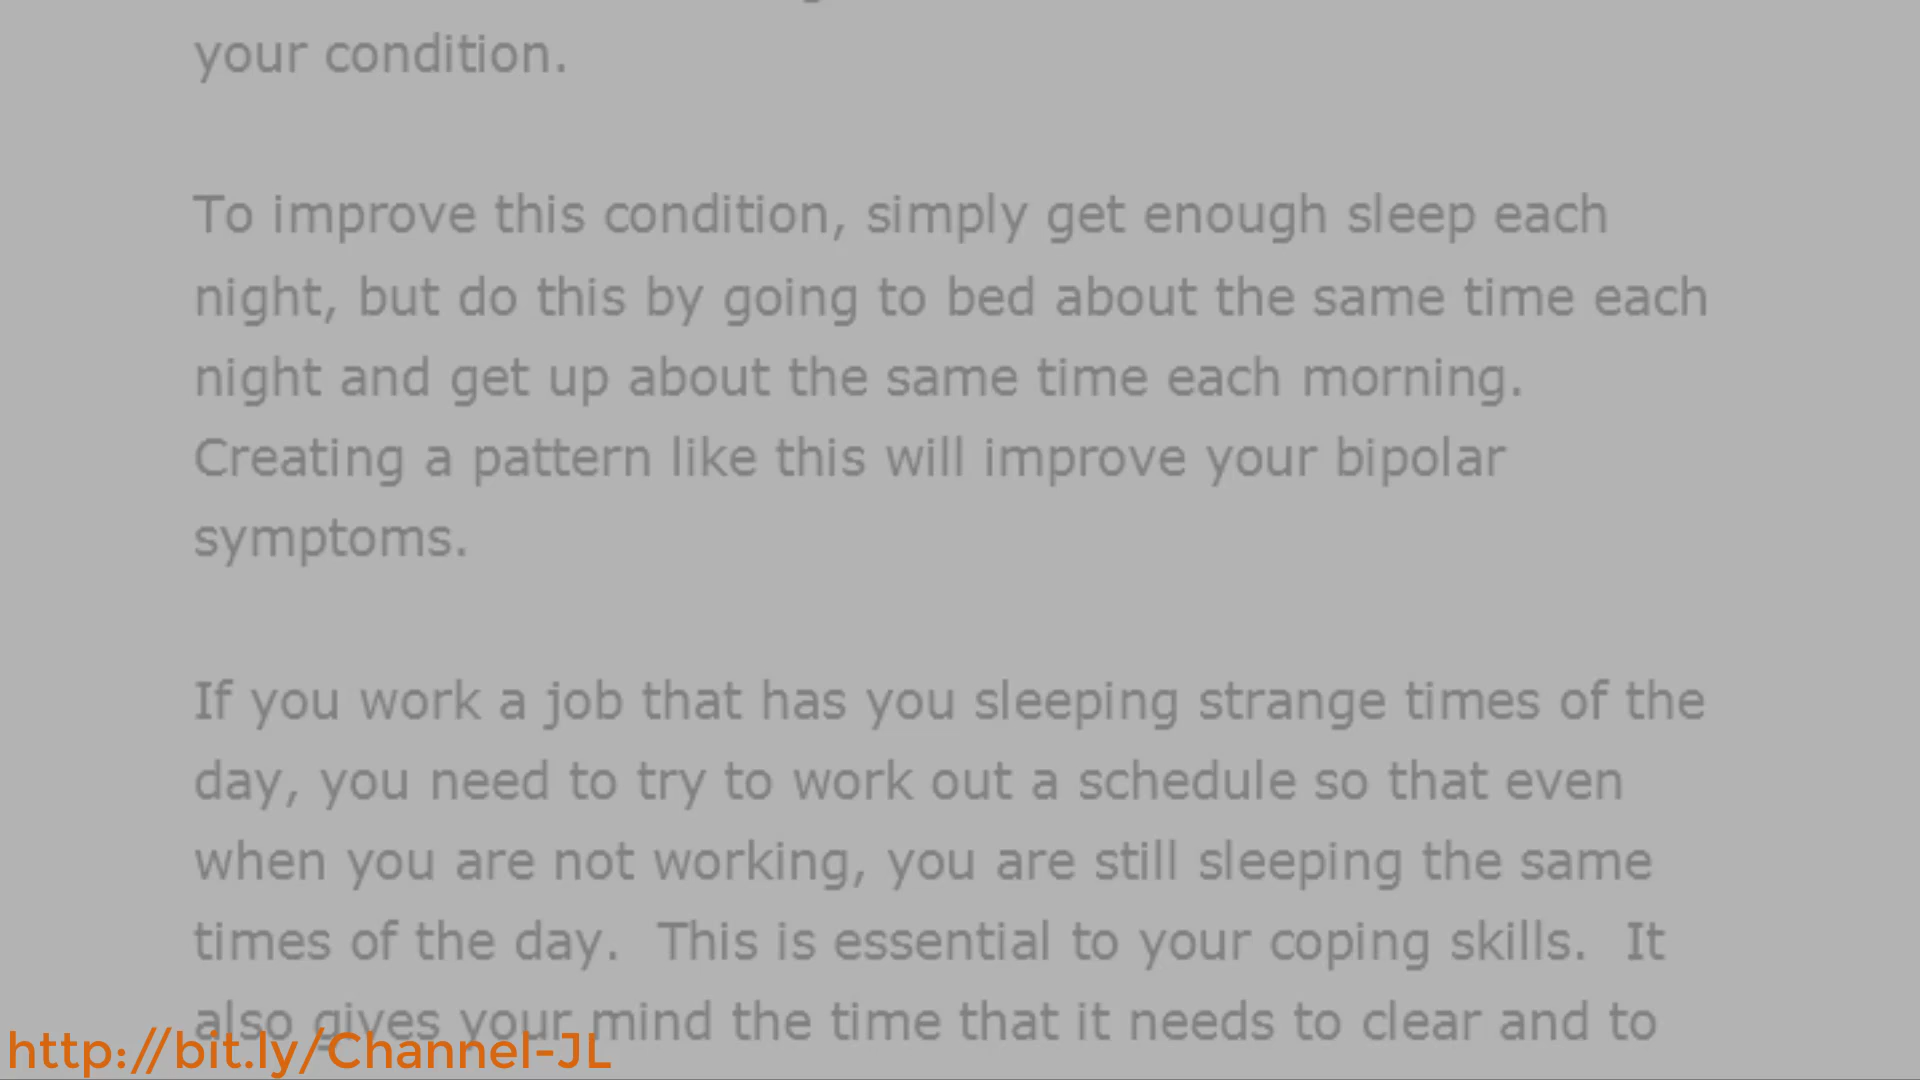 your condition.
To improve this condition, simply get enough sleep each
night, but do this by going to bed about the same time each
night and get up about the same time each morning.
Creating a pattern like this will improve your bipolar
symptoms.
If you work a job that has you sleeping strange times of the
day, you need to try to work out a schedule so that even
when you are not working, you are still sleeping the same
times of the day.  This is essential to your coping skills.  It
also gives your mind the time that it needs to clear and to
http://bit.ly/Channel-JL